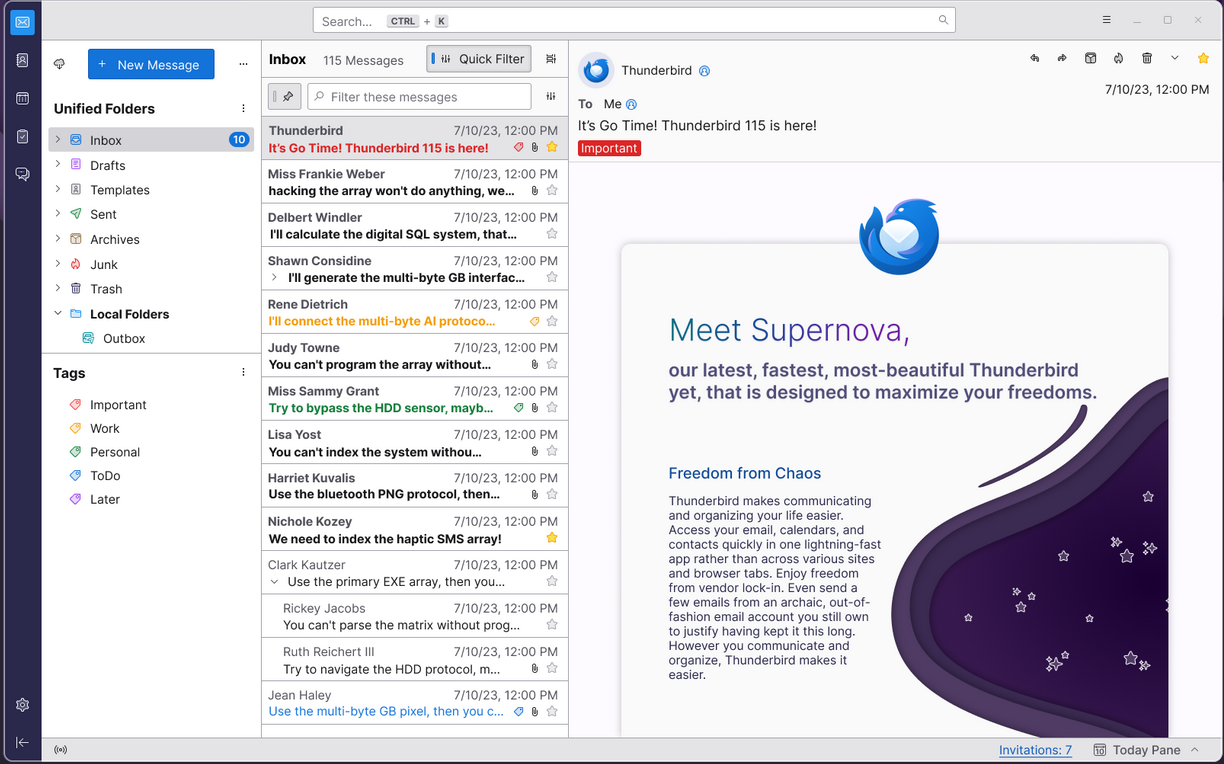 Search... CTRL + K
+ New Message
Unified Folders
Inbox 10
Drafts
Templates
Sent
Archives
Junk
Trash
Local Folders
Outbox
Tags
Important
Work
Personal
ToDo
Later
Inbox 115 Messages Quick Filter
Filter these messages
Thunderbird 7/10/23, 12:00 PM
It's Go Time! Thunderbird 115 is here!
Miss Frankie Weber 7/10/23, 12:00 PM
hacking the array won't do anything, we...
Delbert Windler 7/10/23, 12:00 PM
I'll calculate the digital SQL system, that...
Shawn Considine 7/10/23, 12:00 PM
I'll generate the multi-byte GB interfac...
Rene Dietrich 7/10/23, 12:00 PM
I'll connect the multi-byte AI protoco...
Judy Towne 7/10/23, 12:00 PM
You can't program the array without...
Miss Sammy Grant 7/10/23, 12:00 PM
Try to bypass the HDD sensor, mayb...
Lisa Yost 7/10/23, 12:00 PM
You can't index the system withou...
Harriet Kuvalis 7/10/23, 12:00 PM
Use the bluetooth PNG protocol, then...
Nichole Kozey 7/10/23, 12:00 PM
We need to index the haptic SMS array!
Clark Kautzer 7/10/23, 12:00 PM
Use the primary EXE array, then you...
Rickey Jacobs 7/10/23, 12:00 PM
You can't parse the matrix without prog...
Ruth Reichert III 7/10/23, 12:00 PM
Try to navigate the HDD protocol, m...
Jean Haley 7/10/23, 12:00 PM
Use the multi-byte GB pixel, then you c...
Thunderbird
7/10/23, 12:00 PM
To Me
It's Go Time! Thunderbird 115 is here!
Important
Meet Supernova,
our latest, fastest, most-beautiful Thunderbird
yet, that is designed to maximize your freedoms.
Freedom from Chaos
Thunderbird makes communicating
and organizing your life easier.
Access your email, calendars, and
contacts quickly in one lightning-fast
app rather than across various sites
and browser tabs. Enjoy freedom
from vendor lock-in. Even send a
few emails from an archaic, out-of-
fashion email account you still own
to justify having kept it this long.
However you communicate and
organize, Thunderbird makes it
easier.
Invitations: 7 10 Today Pane